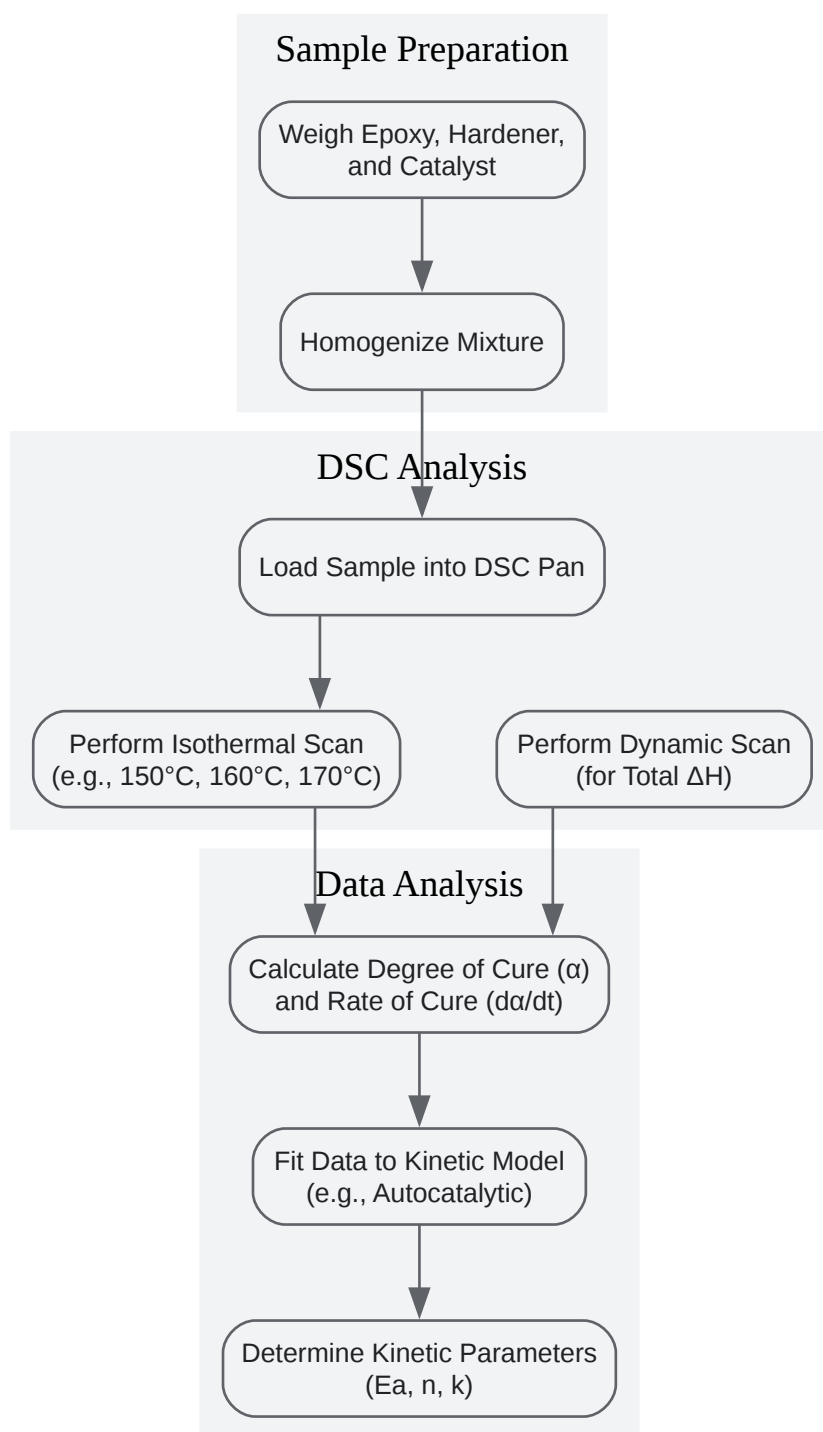 Sample Preparation
Weigh Epoxy, Hardener,
and Catalyst
Homogenize Mixture
DSC Analysis
Load Sample into DSC Pan
Perform Isothermal Scan
(e.g., 150°C, 160°C, 170°C)
Perform Dynamic Scan
(for Total ΔH)
Data Analysis
Calculate Degree of Cure (α)
and Rate of Cure (dα/dt)
Fit Data to Kinetic Model
(e.g., Autocatalytic)
Determine Kinetic Parameters
(Ea, n, k)